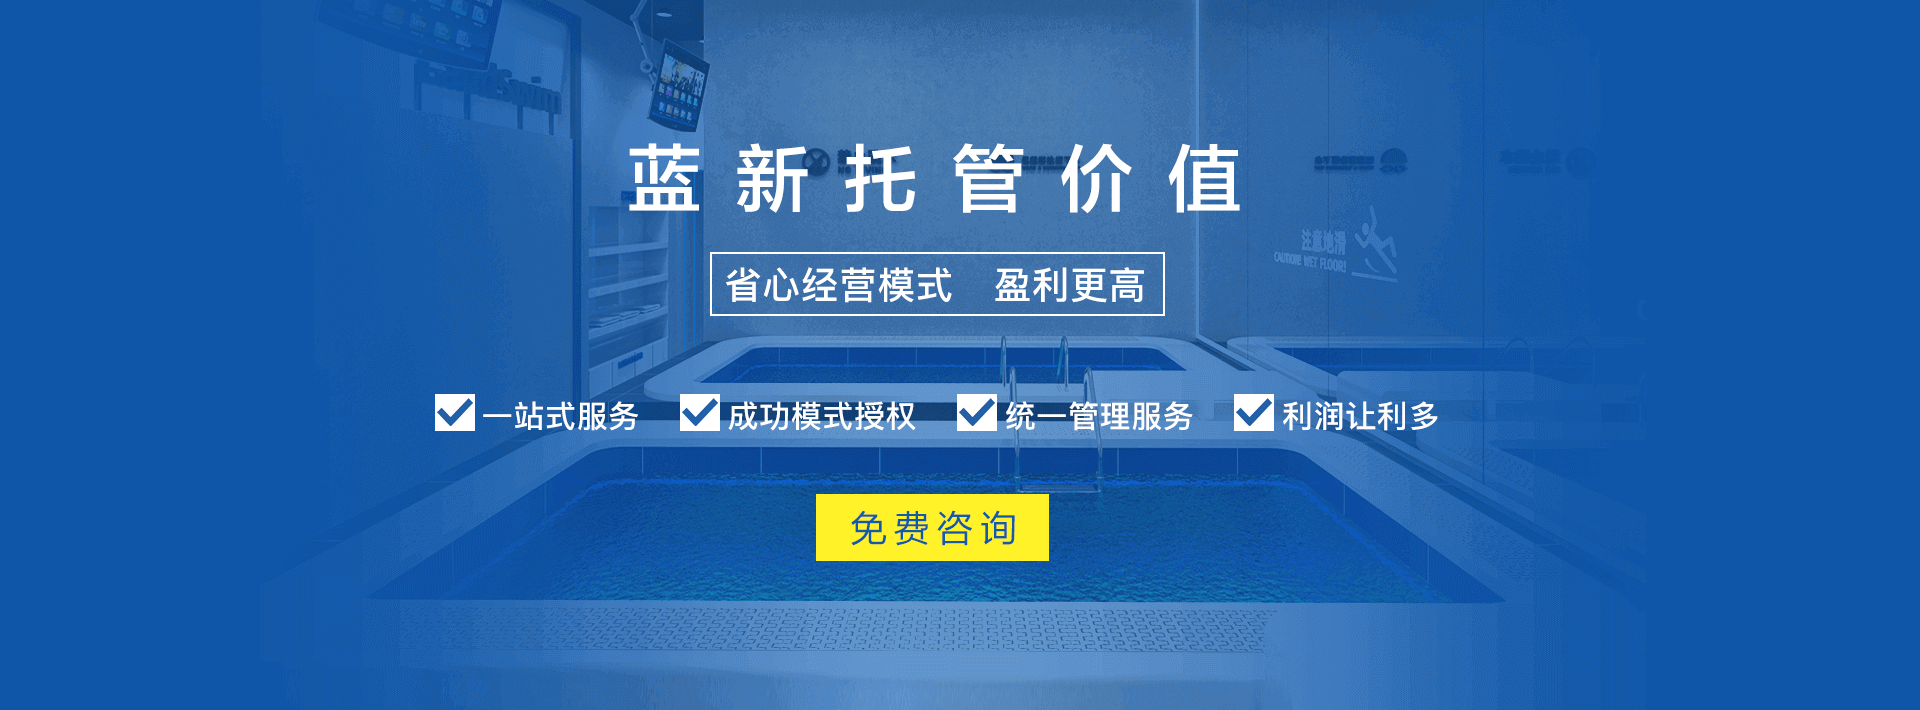 蓝新托管价值
省心经营模式 盈利更高
注意地滑
CAUTIONS WET FLOOR!
一站式服务 成功模式授权 统一管理服务 利润让利多
免费咨询